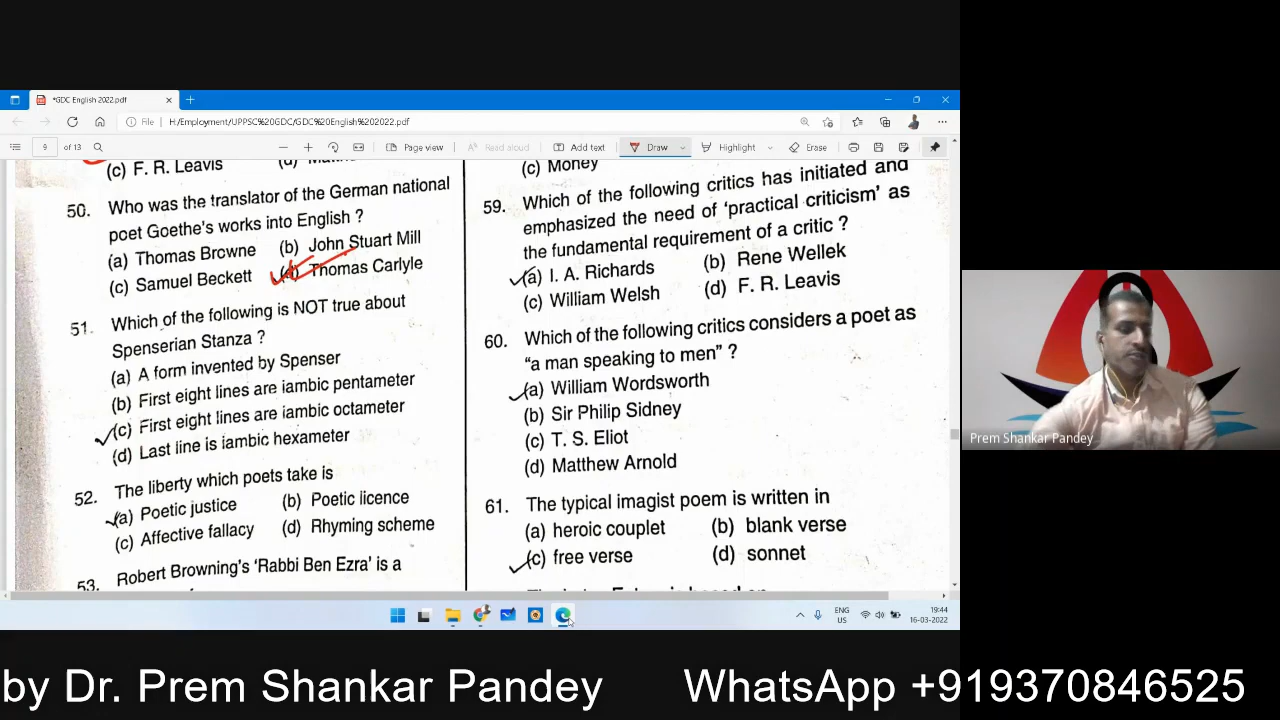 *GDC English 2022.pdf
File
H:/Employment/UPPSC%20GDC/GDC%20English%202022.pdf
9 of 13
Page view
Read aloud
Add text
Draw
Highlight
Erase
(c) F. R. Leavis
50. Who was the translator of the German national
poet Goethe's works into English ?
(a) Thomas Browne (b) John Stuart Mill
(c) Samuel Beckett (d) Thomas Carlyle
51. Which of the following is NOT true about
Spenserian Stanza ?
(a) A form invented by Spenser
(b) First eight lines are iambic pentameter
(c) First eight lines are iambic octameter
(d) Last line is iambic hexameter
52. The liberty which poets take is
(a) Poetic justice (b) Poetic licence
(c) Affective fallacy (d) Rhyming scheme
53. Robert Browning's 'Rabbi Ben Ezra' is a
(c) Money
59. Which of the following critics has initiated and
emphasized the need of 'practical criticism' as
the fundamental requirement of a critic ?
(a) I. A. Richards (b) Rene Wellek
(c) William Welsh (d) F. R. Leavis
60. Which of the following critics considers a poet as
"a man speaking to men" ?
(a) William Wordsworth
(b) Sir Philip Sidney
(c) T. S. Eliot
(d) Matthew Arnold
61. The typical imagist poem is written in
(a) heroic couplet (b) blank verse
(c) free verse (d) sonnet
Prem Shankar Pandey
ENG
US
19:44
16-03-2022
by Dr. Prem Shankar Pandey WhatsApp +919370846525